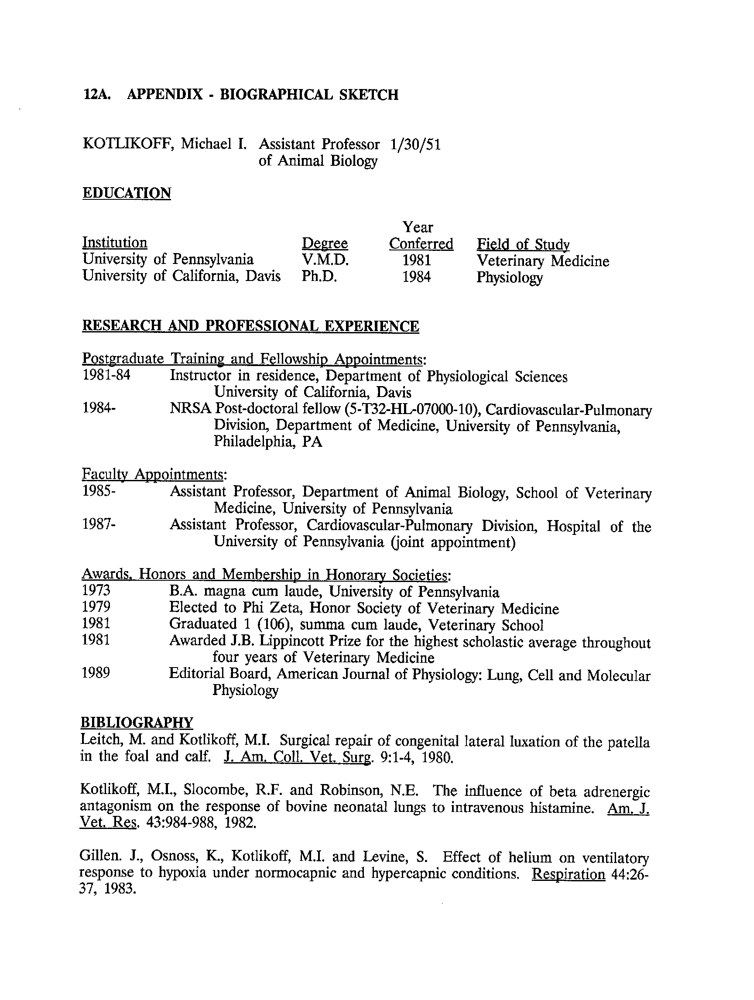 12A. APPENDIX - BIOGRAPHICAL SKETCH
KOTLIKOFF, Michael I. Assistant Professor 1/30/51
of Animal Biology
EDUCATION
Year
Institution Degree Conferred Field of Study
University of Pennsylvania V.M.D. 1981 Veterinary Medicine
University of California, Davis Ph.D. 1984 Physiology
RESEARCH AND PROFESSIONAL EXPERIENCE
Postgraduate Training and Fellowship Appointments:
1981-84 Instructor in residence, Department of Physiological Sciences
University of California, Davis
1984- NRSA Post-doctoral fellow (5-T32-HL-07000-10), Cardiovascular-Pulmonary
Division, Department of Medicine, University of Pennsylvania,
Philadelphia, PA
Faculty Appointments:
1985- Assistant Professor, Department of Animal Biology, School of Veterinary
Medicine, University of Pennsylvania
1987- Assistant Professor, Cardiovascular-Pulmonary Division, Hospital of the
University of Pennsylvania (joint appointment)
Awards, Honors and Membership in Honorary Societies:
1973 B.A. magna cum laude, University of Pennsylvania
1979 Elected to Phi Zeta, Honor Society of Veterinary Medicine
1981 Graduated 1 (106), summa cum laude, Veterinary School
1981 Awarded J.B. Lippincott Prize for the highest scholastic average throughout
four years of Veterinary Medicine
1989 Editorial Board, American Journal of Physiology: Lung, Cell and Molecular
Physiology
BIBLIOGRAPHY
Leitch, M. and Kotlikoff, M.I. Surgical repair of congenital lateral luxation of the patella
in the foal and calf. J. Am. Coll. Vet. Surg. 9:1-4, 1980.
Kotlikoff, M.I., Slocombe, R.F. and Robinson, N.E. The influence of beta adrenergic
antagonism on the response of bovine neonatal lungs to intravenous histamine. Am. J.
Vet. Res. 43:984-988, 1982.
Gillen. J., Osnoss, K., Kotlikoff, M.I. and Levine, S. Effect of helium on ventilatory
response to hypoxia under normocapnic and hypercapnic conditions. Respiration 44:26-
37, 1983.